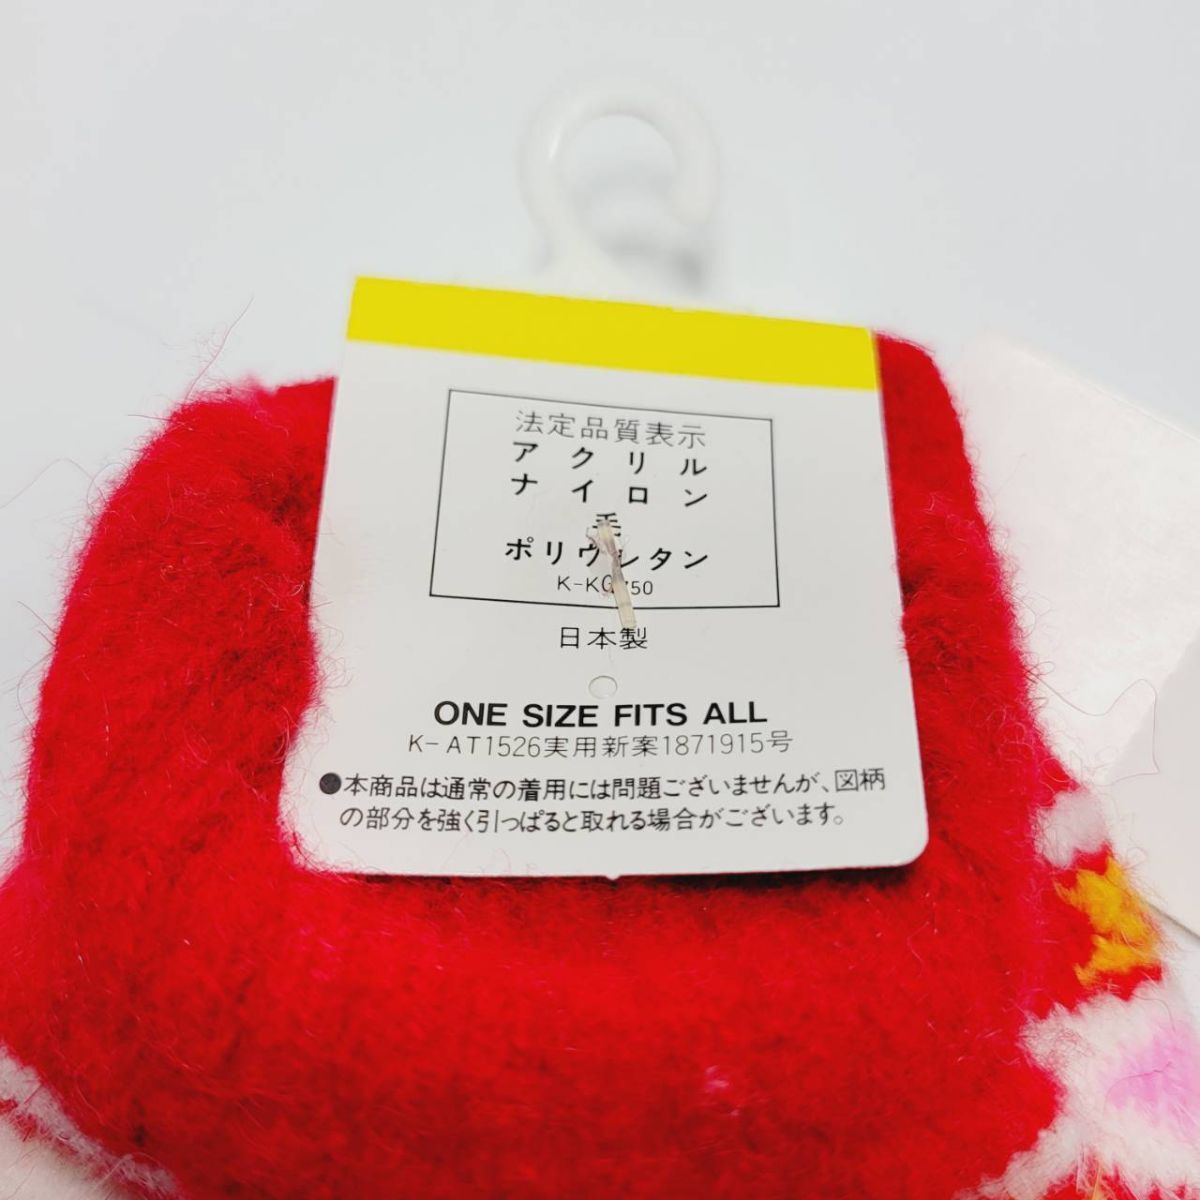 法定品質表示
アクリル
ナイロン
毛
ポリウレタン
日本製
ONE SIZE FITS ALL
K-AT1526実用新案1871915号
●本商品は通常の着用には問題ございませんが、図柄
の部分を強く引っぱると取れる場合がございます。